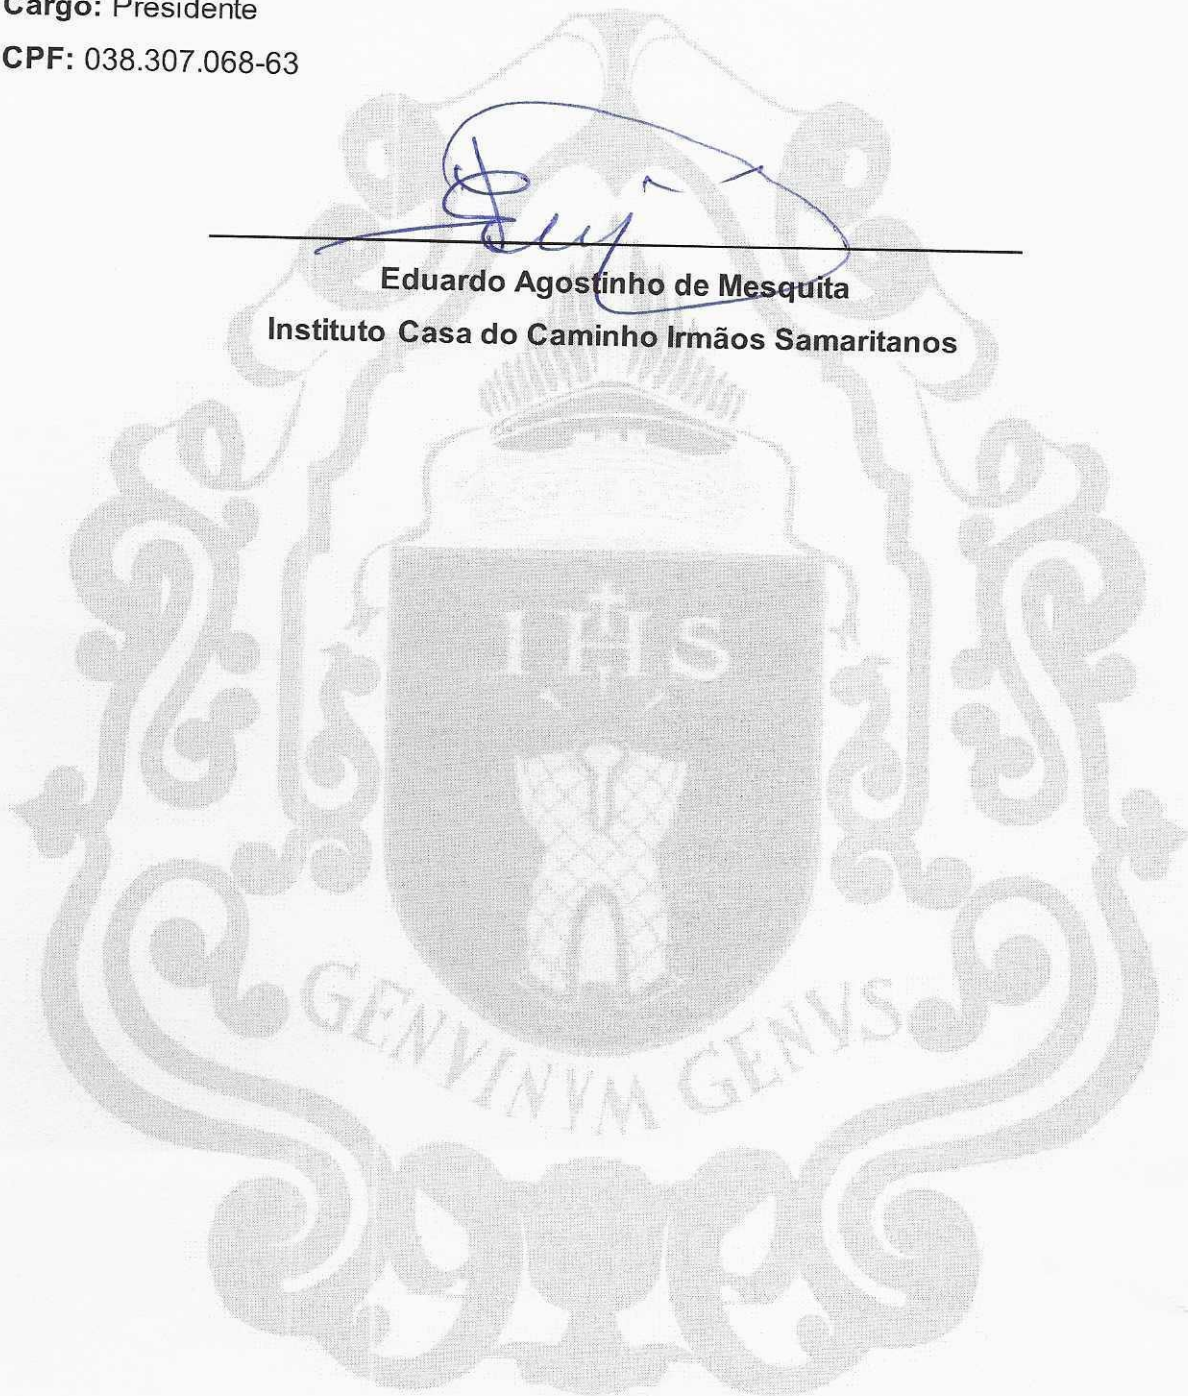 Cargo: Presidente
CPF: 038.307.068-63
Eduardo Agostinho de Mesquita
Instituto Casa do Caminho Irmãos Samaritanos
IHS
GENVINVM GENVS